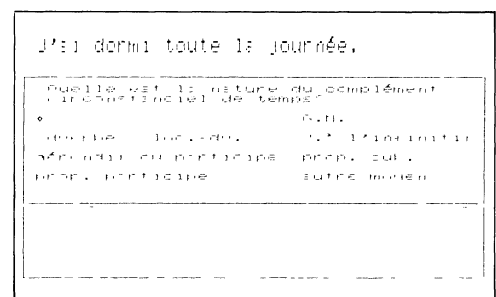 J'ai dormi toute la journée.
Quelle est la nature du complément
circonstanciel de temps?
G.N.
adverbe loc.adv. l'infinitif
gérondif ou participe prop. sub.
prop. participe autre moyen